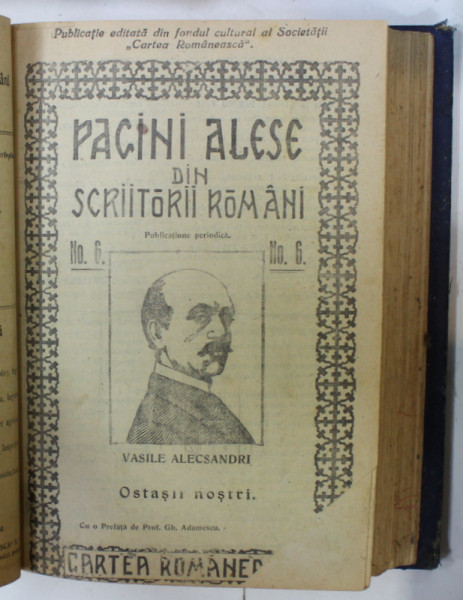 Publicație editată din fondul cultural al Societății
„Cartea Românească“.
PAGINI ALESE
DIN
SCRIITORII ROMÂNI
Publicațiune periodică.
No. 6. No. 6.
VASILE ALECSANDRI
Ostașii noștri.
Cu o Prefață de Prof. Gh. Adamescu.
CARTEA ROMANEA